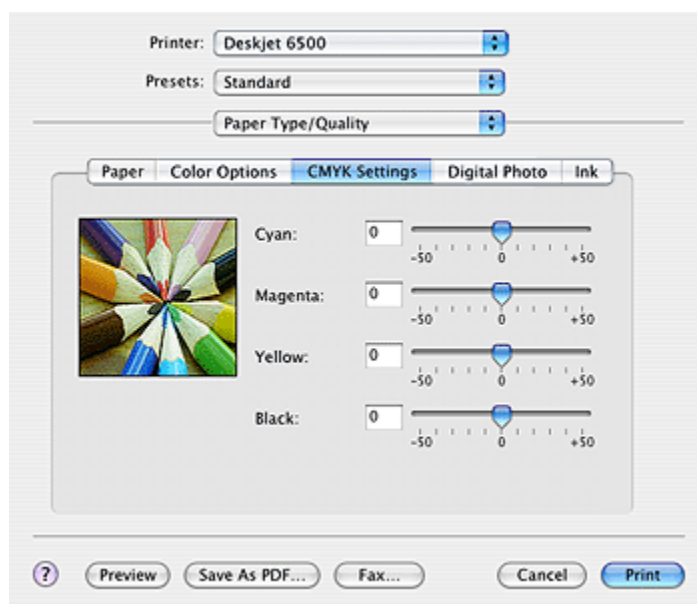 Printer: Deskjet 6500
Presets: Standard
Paper Type/Quality
Paper Color Options CMYK Settings Digital Photo Ink
Cyan: 0
-50 0 +50
Magenta: 0
-50 0 +50
Yellow: 0
-50 0 +50
Black: 0
-50 0 +50
? Preview Save As PDF... Fax... Cancel Print